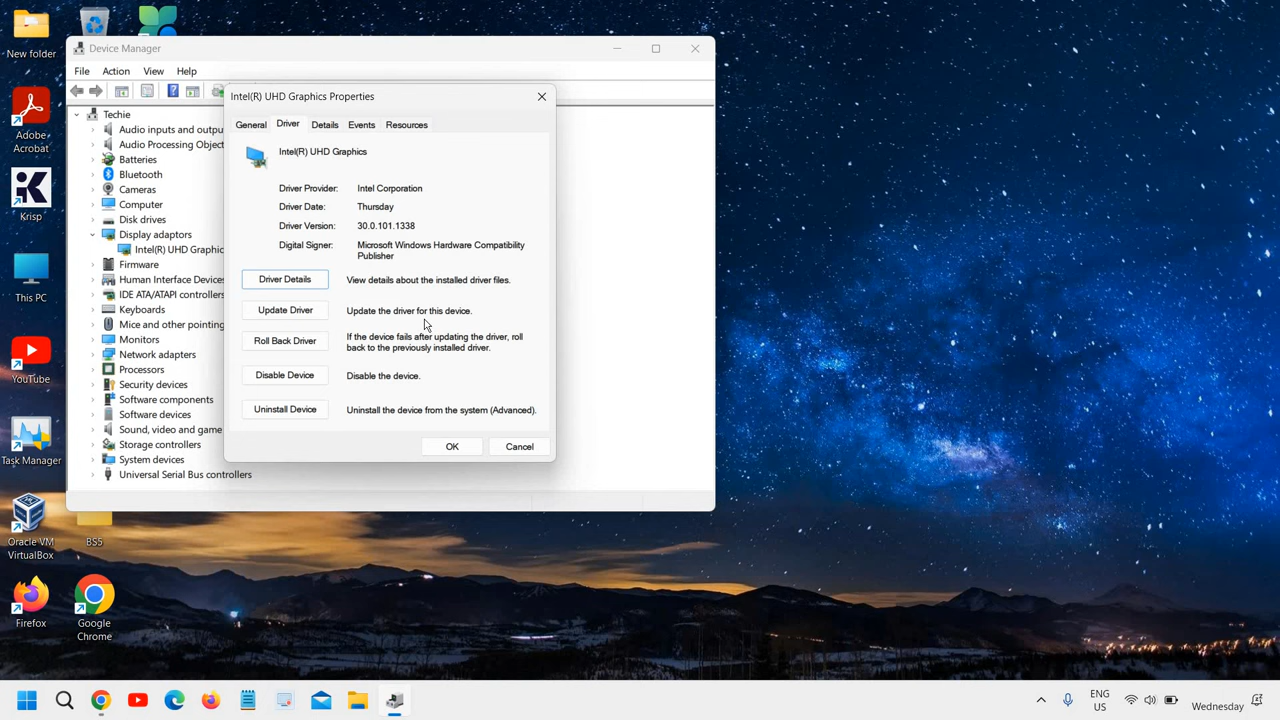 New folder
Adobe
Acrobat
Krisp
This PC
YouTube
Task Manager
Oracle VM
VirtualBox
BS5
Firefox
Google
Chrome
Device Manager
File Action View Help
Techie
Audio inputs and outpu
Audio Processing Object
Batteries
Bluetooth
Cameras
Computer
Disk drives
Display adaptors
Intel(R) UHD Graphic
Firmware
Human Interface Devices
IDE ATA/ATAPI controllers
Keyboards
Mice and other pointing
Monitors
Network adapters
Processors
Security devices
Software components
Software devices
Sound, video and game
Storage controllers
System devices
Universal Serial Bus controllers
Intel(R) UHD Graphics Properties
General Driver Details Events Resources
Intel(R) UHD Graphics
Driver Provider: Intel Corporation
Driver Date: Thursday
Driver Version: 30.0.101.1338
Digital Signer: Microsoft Windows Hardware Compatibility
Publisher
Driver Details View details about the installed driver files.
Update Driver Update the driver for this device.
Roll Back Driver If the device fails after updating the driver, roll
back to the previously installed driver.
Disable Device Disable the device.
Uninstall Device Uninstall the device from the system (Advanced).
OK Cancel
ENG
US
Wednesday